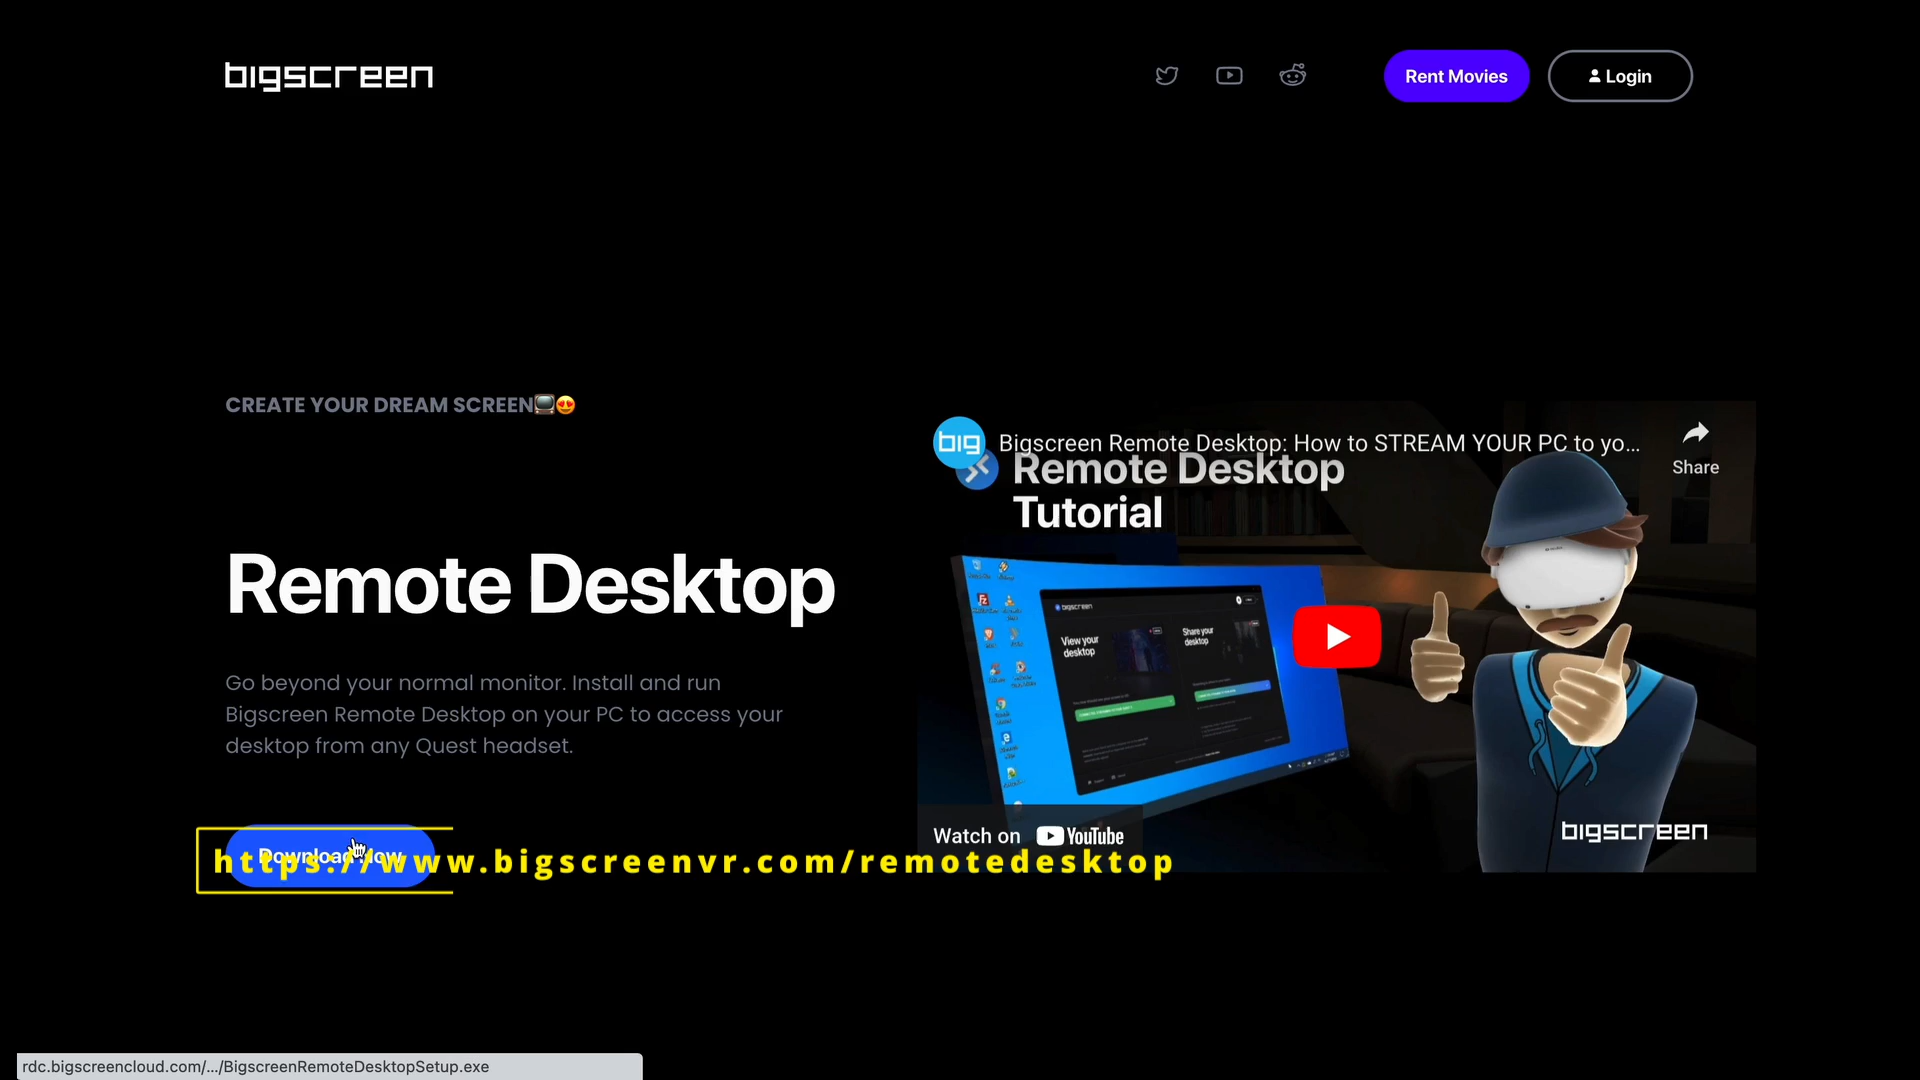 bigscreen
Rent Movies
Login
CREATE YOUR DREAM SCREEN📺😍
big
Bigscreen Remote Desktop: How to STREAM YOUR PC to yo...
Share
Remote Desktop
Tutorial
Remote Desktop
bigscreen
View your
desktop
Share your
desktop
Go beyond your normal monitor. Install and run
Bigscreen Remote Desktop on your PC to access your
desktop from any Quest headset.
Download Now
Watch on YouTube
bigscreen
https://www.bigscreenvr.com/remotedesktop
rdc.bigscreencloud.com/.../BigscreenRemoteDesktopSetup.exe